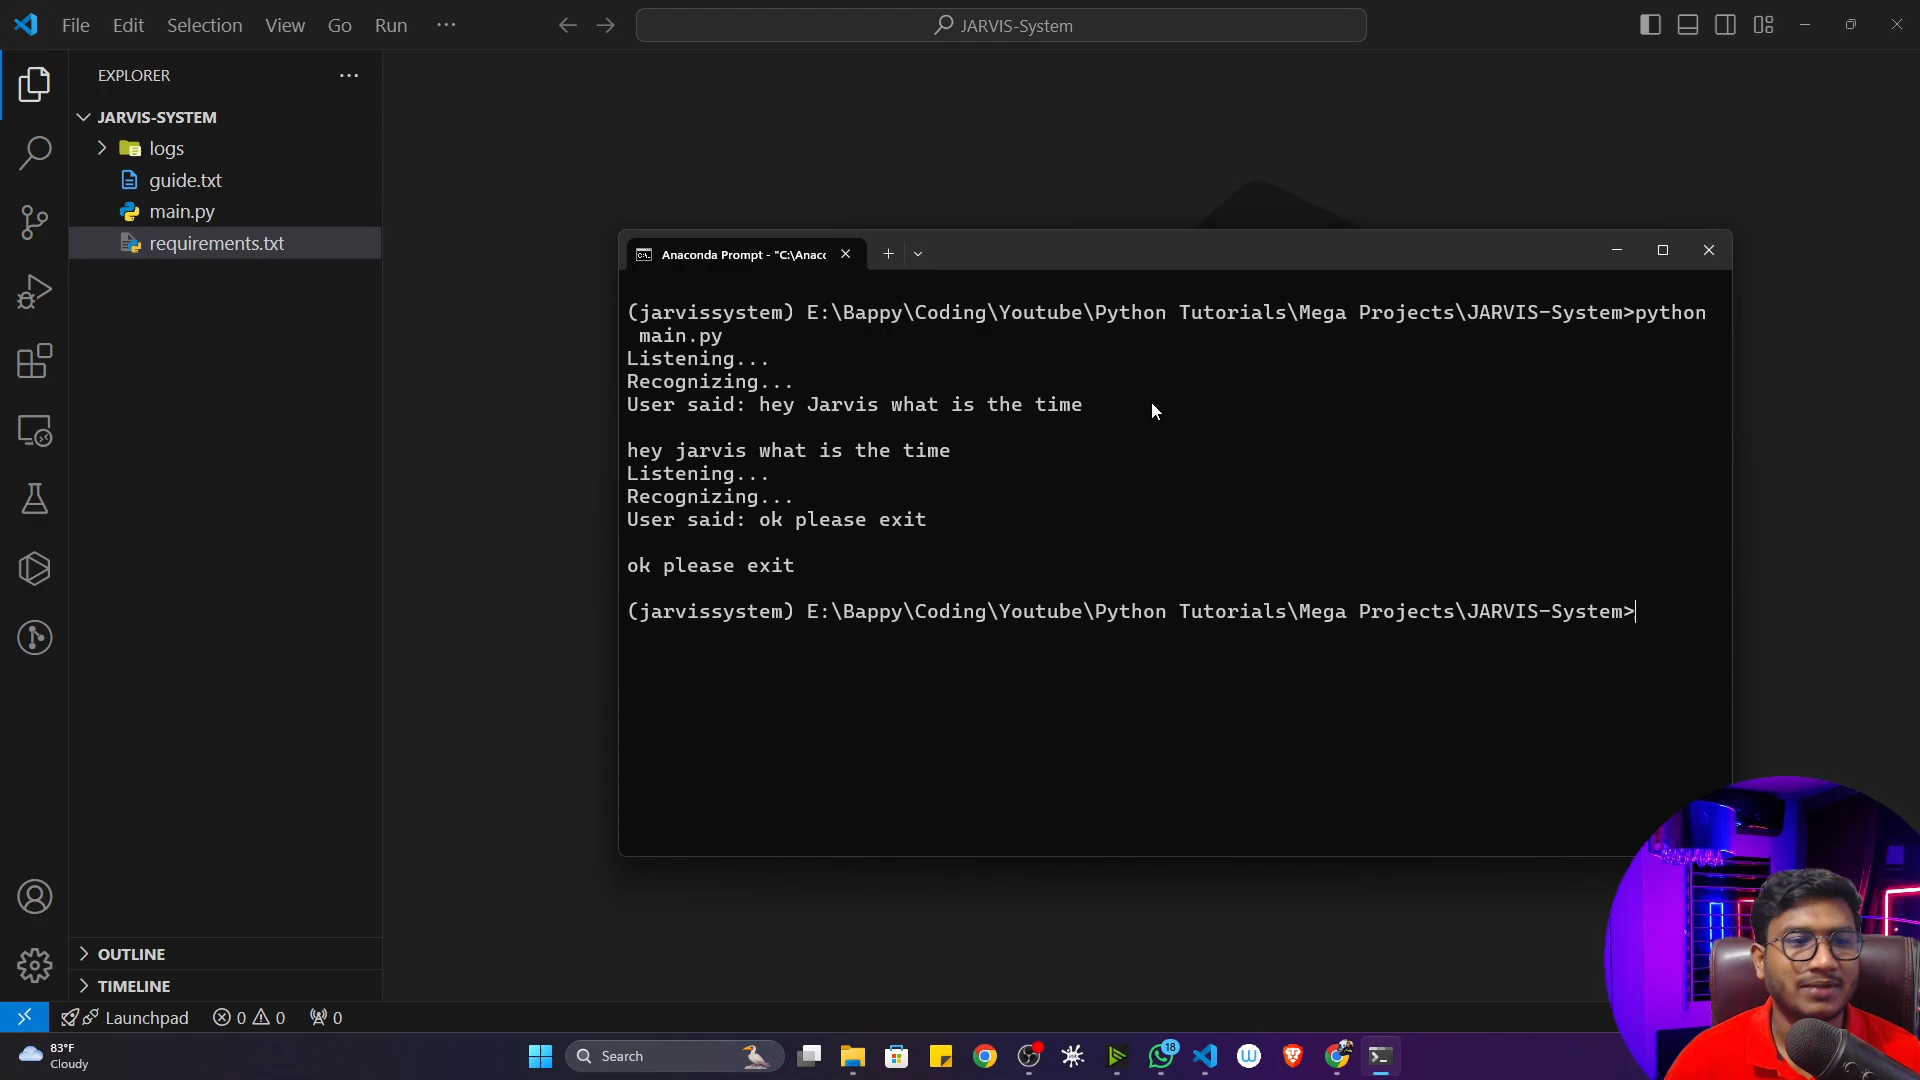 File Edit Selection View Go Run ···
JARVIS-System
EXPLORER
JARVIS-SYSTEM
logs
guide.txt
main.py
requirements.txt
Anaconda Prompt - "C:\Anacc
(jarvissystem) E:\Bappy\Coding\Youtube\Python Tutorials\Mega Projects\JARVIS-System>python
main.py
Listening...
Recognizing...
User said: hey Jarvis what is the time
hey jarvis what is the time
Listening...
Recognizing...
User said: ok please exit
ok please exit
(jarvissystem) E:\Bappy\Coding\Youtube\Python Tutorials\Mega Projects\JARVIS-System>
OUTLINE
TIMELINE
Launchpad 0 0 0
83°F
Cloudy
Search
18